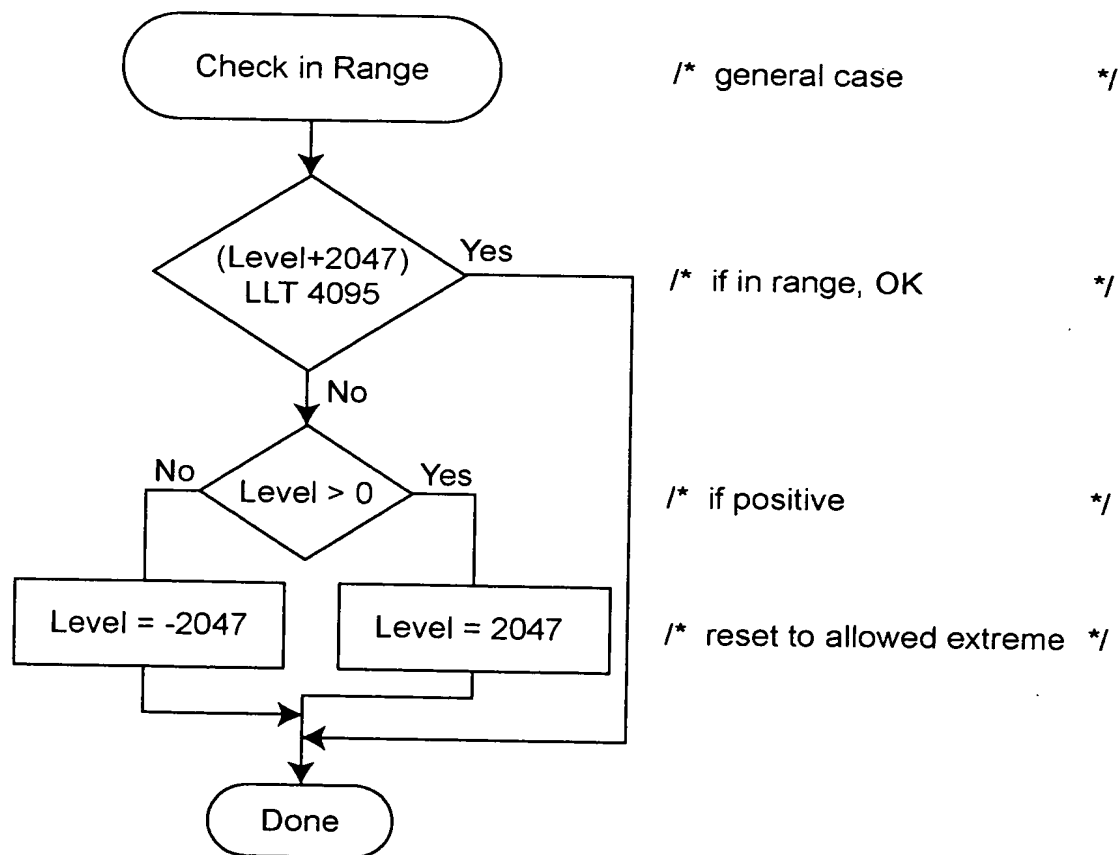 Check in Range
/* general case */
(Level+2047)
LLT 4095
Yes
/* if in range, OK */
No
No
Yes
Level > 0
/* if positive */
Level = -2047
Level = 2047
/* reset to allowed extreme */
Done